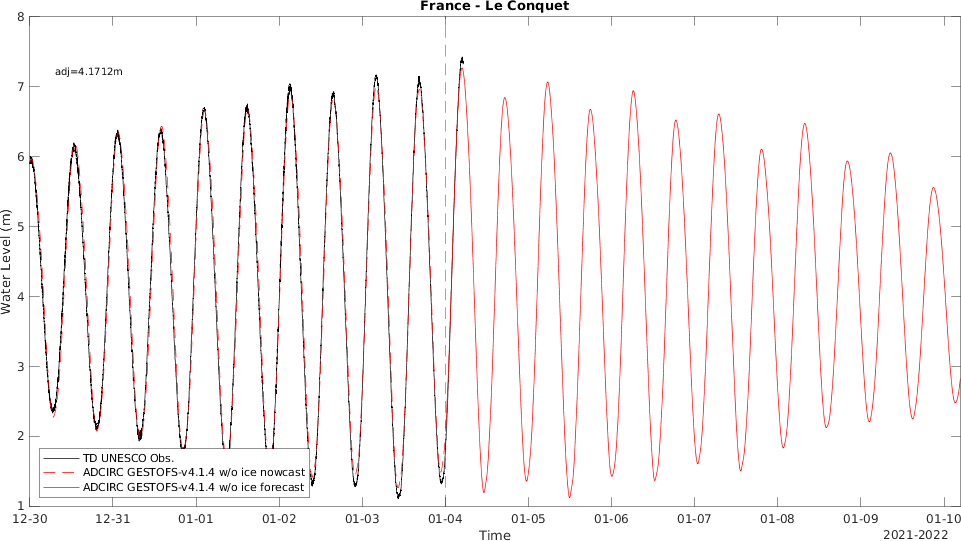 France - Le Conquet
adj=4.1712m
Water Level (m)
8
7
6
5
4
3
2
1
TD UNESCO Obs.
ADCIRC GESTOFS-v4.1.4 w/o ice nowcast
ADCIRC GESTOFS-v4.1.4 w/o ice forecast
12-30 12-31 01-01 01-02 01-03 01-04 01-05 01-06 01-07 01-08 01-09 01-10
Time
2021-2022